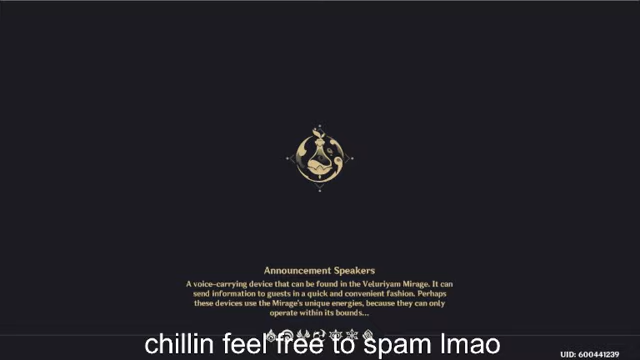 Announcement Speakers
A voice-carrying device that can be found in the Veluriyam Mirage. It can
send information to guests in a quick and convenient fashion. Perhaps
these devices use the Mirage's unique energies, because they can only
operate within its bounds...
chillin feel free to spam lmao
UID: 600441239